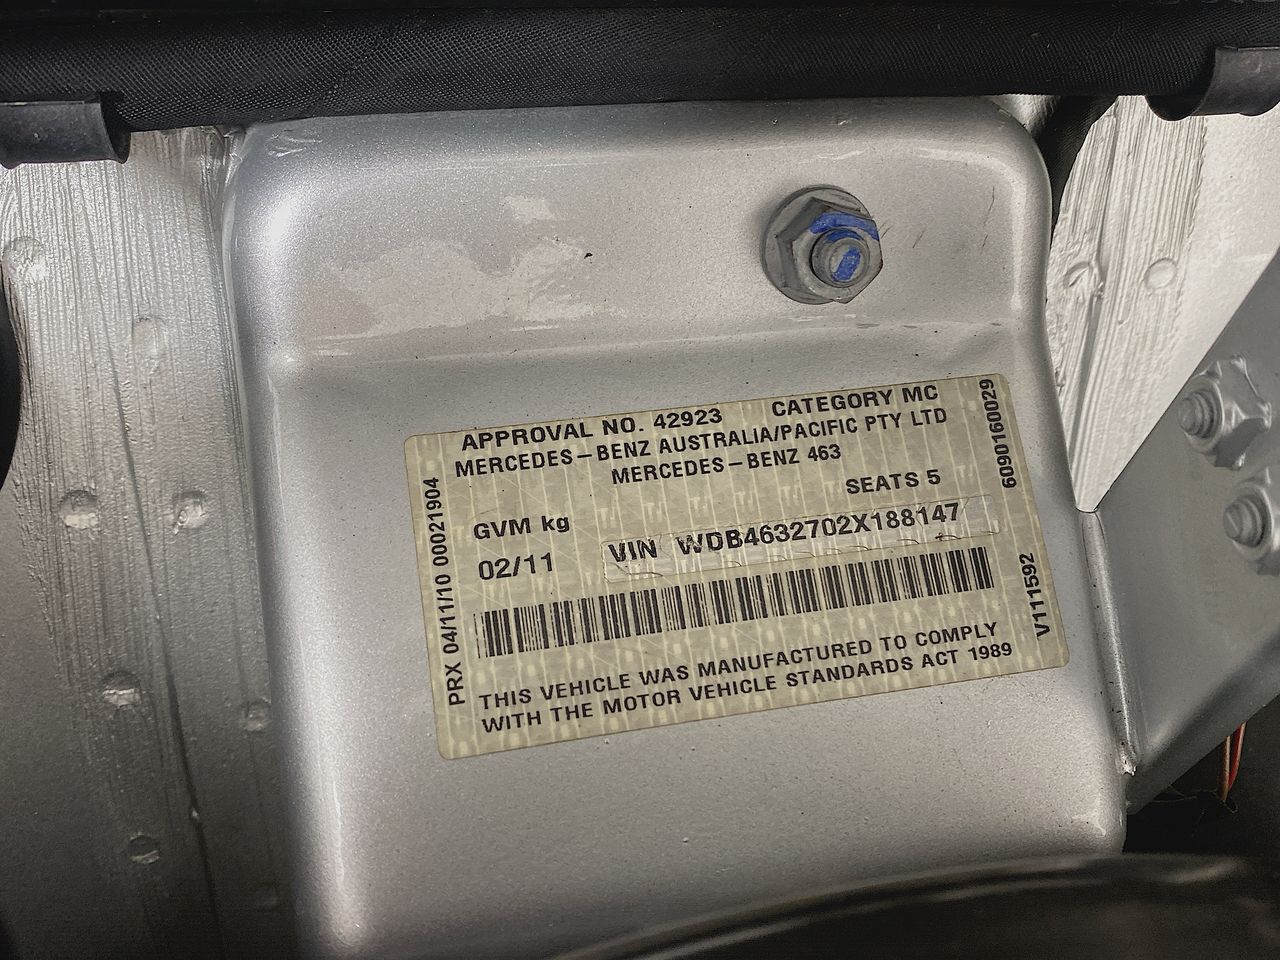 APPROVAL NO. 42923 CATEGORY MC
MERCEDES-BENZ AUSTRALIA/PACIFIC PTY LTD
MERCEDES-BENZ 463
SEATS 5
GVM kg
02/11 VIN WDB4632702X188147
THIS VEHICLE WAS MANUFACTURED TO COMPLY
WITH THE MOTOR VEHICLE STANDARDS ACT 1989
PRX 04/11/10 00021904
6090160029
V111592